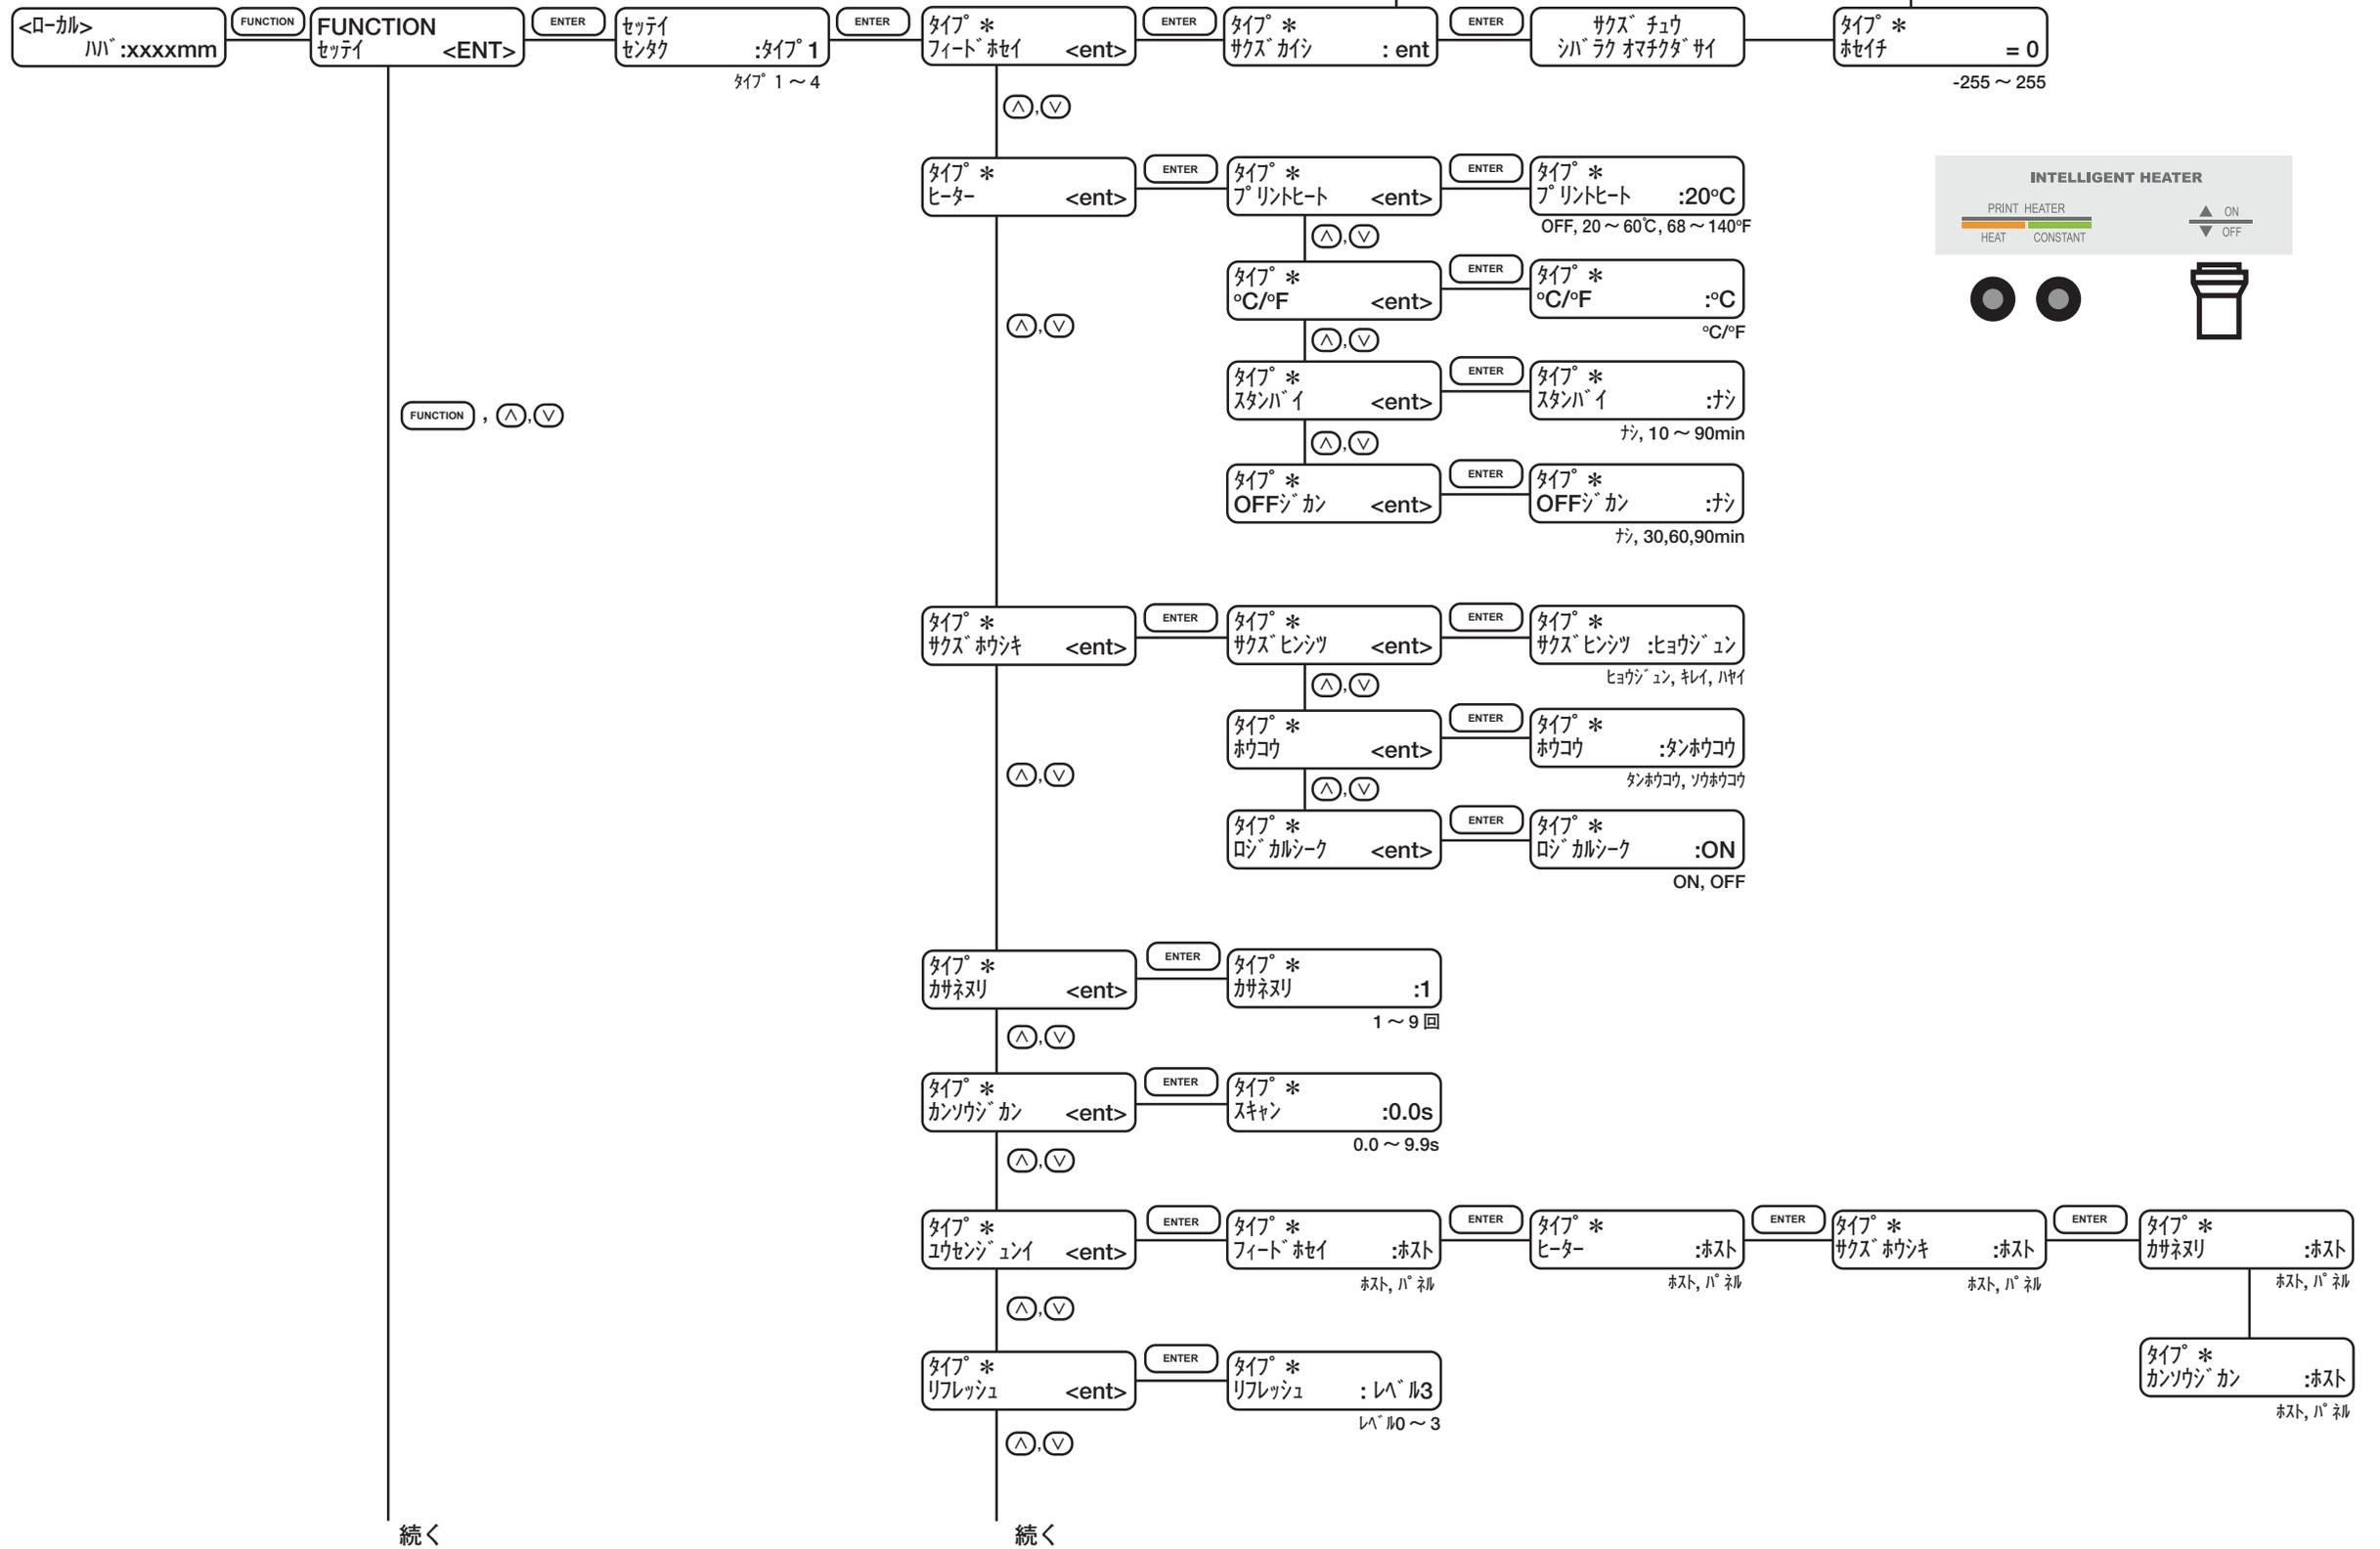 <ﾛｰｶﾙ>
ﾊﾊﾞ:xxxxmm
FUNCTION
FUNCTION
ｾｯﾃｲ <ENT>
ENTER
ｾｯﾃｲ
ｾﾝﾀｸ :ﾀｲﾌﾟ1
ﾀｲﾌﾟ 1 ～ 4
ENTER
ﾀｲﾌﾟ *
ﾌｨｰﾄﾞﾎｾｲ <ent>
ENTER
ﾀｲﾌﾟ *
ｻｸｽﾞｶｲｼ : ent
ENTER
ｻｸｽﾞ ﾁｭｳ
ｼﾊﾞﾗｸ ｵﾏﾁｸﾀﾞｻｲ
ﾀｲﾌﾟ *
ﾎｾｲﾁ = 0
-255 ～ 255
∧,∨
ﾀｲﾌﾟ *
ﾋｰﾀｰ <ent>
ENTER
ﾀｲﾌﾟ *
ﾌﾟﾘﾝﾄﾋｰﾄ <ent>
ENTER
ﾀｲﾌﾟ *
ﾌﾟﾘﾝﾄﾋｰﾄ :20°C
OFF, 20 ～ 60℃, 68 ～ 140°F
INTELLIGENT HEATER
PRINT HEATER
HEAT CONSTANT
▲ ON
▼ OFF
∧,∨
ﾀｲﾌﾟ *
°C/°F <ent>
ENTER
ﾀｲﾌﾟ *
°C/°F :°C
°C/°F
∧,∨
∧,∨
ﾀｲﾌﾟ *
ｽﾀﾝﾊﾞｲ <ent>
ENTER
ﾀｲﾌﾟ *
ｽﾀﾝﾊﾞｲ :ﾅｼ
ﾅｼ, 10 ～ 90min
FUNCTION , ∧,∨
∧,∨
ﾀｲﾌﾟ *
OFFｼﾞｶﾝ <ent>
ENTER
ﾀｲﾌﾟ *
OFFｼﾞｶﾝ :ﾅｼ
ﾅｼ, 30,60,90min
ﾀｲﾌﾟ *
ｻｸｽﾞﾎｳｼｷ <ent>
ENTER
ﾀｲﾌﾟ *
ｻｸｽﾞﾋﾝｼﾂ <ent>
ENTER
ﾀｲﾌﾟ *
ｻｸｽﾞﾋﾝｼﾂ :ﾋｮｳｼﾞｭﾝ
ﾋｮｳｼﾞｭﾝ, ｷﾚｲ, ﾊﾔｲ
∧,∨
ﾀｲﾌﾟ *
ﾎｳｺｳ <ent>
ENTER
ﾀｲﾌﾟ *
ﾎｳｺｳ :ﾀﾝﾎｳｺｳ
ﾀﾝﾎｳｺｳ, ｿｳﾎｳｺｳ
∧,∨
∧,∨
ﾀｲﾌﾟ *
ﾛｼﾞｶﾙｼｰｸ <ent>
ENTER
ﾀｲﾌﾟ *
ﾛｼﾞｶﾙｼｰｸ :ON
ON, OFF
ﾀｲﾌﾟ *
ｶｻﾈﾇﾘ <ent>
ENTER
ﾀｲﾌﾟ *
ｶｻﾈﾇﾘ :1
1 ～ 9 回
∧,∨
ﾀｲﾌﾟ *
ｶﾝｿｳｼﾞｶﾝ <ent>
ENTER
ﾀｲﾌﾟ *
ｽｷｬﾝ :0.0s
0.0 ～ 9.9s
∧,∨
ﾀｲﾌﾟ *
ﾕｳｾﾝｼﾞｭﾝｲ <ent>
ENTER
ﾀｲﾌﾟ *
ﾌｨｰﾄﾞﾎｾｲ :ﾎｽﾄ
ﾎｽﾄ, ﾊﾟﾈﾙ
ENTER
ﾀｲﾌﾟ *
ﾋｰﾀｰ :ﾎｽﾄ
ﾎｽﾄ, ﾊﾟﾈﾙ
ENTER
ﾀｲﾌﾟ *
ｻｸｽﾞﾎｳｼｷ :ﾎｽﾄ
ﾎｽﾄ, ﾊﾟﾈﾙ
ENTER
ﾀｲﾌﾟ *
ｶｻﾈﾇﾘ :ﾎｽﾄ
ﾎｽﾄ, ﾊﾟﾈﾙ
ﾀｲﾌﾟ *
ｶﾝｿｳｼﾞｶﾝ :ﾎｽﾄ
ﾎｽﾄ, ﾊﾟﾈﾙ
∧,∨
ﾀｲﾌﾟ *
ﾘﾌﾚｯｼｭ <ent>
ENTER
ﾀｲﾌﾟ *
ﾘﾌﾚｯｼｭ : ﾚﾍﾞﾙ3
ﾚﾍﾞﾙ0 ～ 3
∧,∨
続く
続く